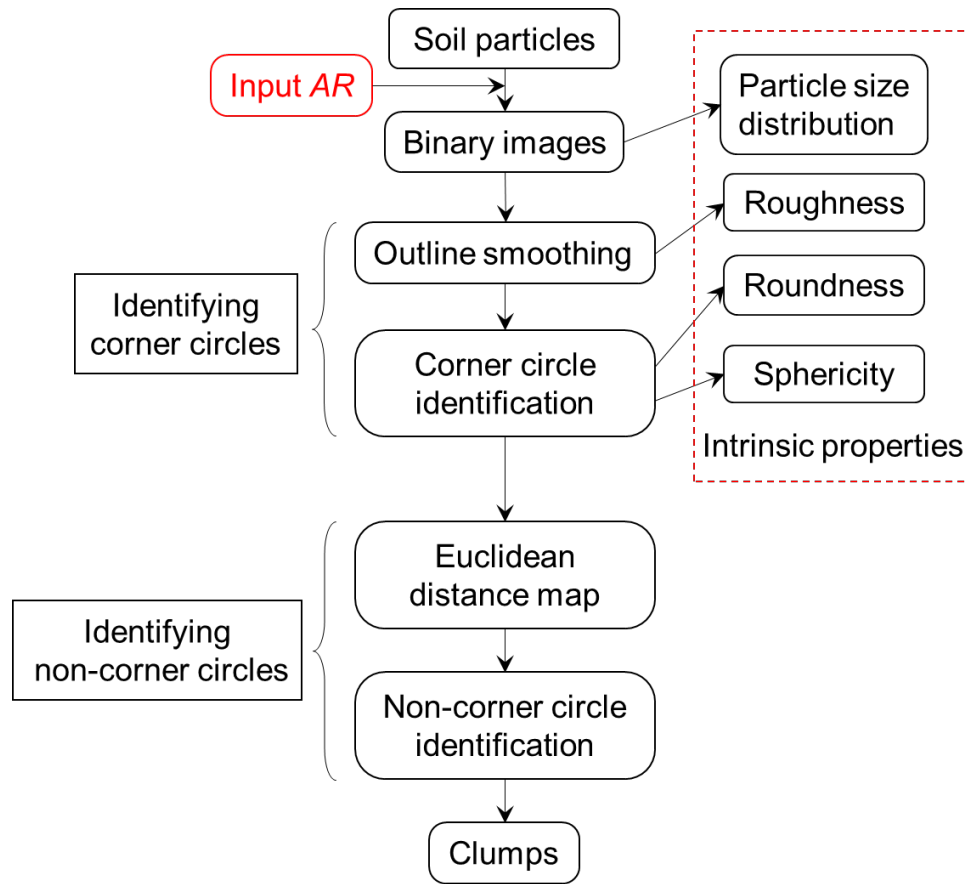 Soil particles
Input AR
Binary images
Particle size
distribution
Outline smoothing
Roughness
Identifying
corner circles
Corner circle
identification
Roundness
Sphericity
Intrinsic properties
Euclidean
distance map
Identifying
non-corner circles
Non-corner circle
identification
Clumps